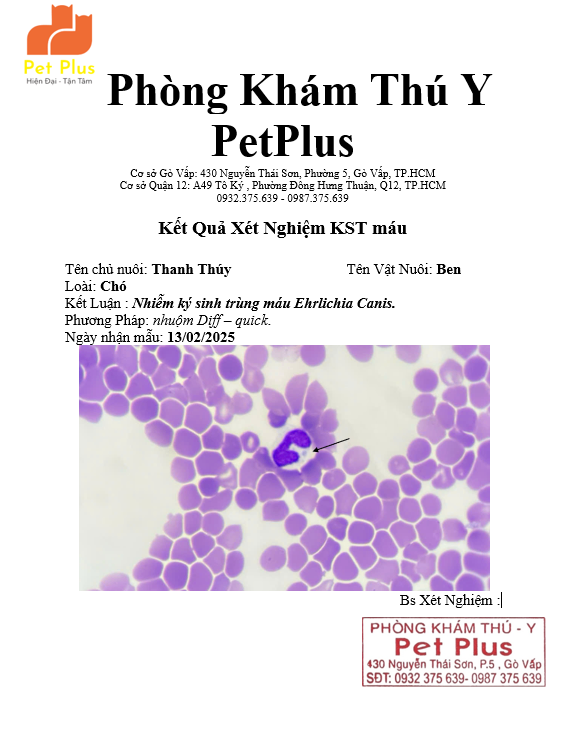 Pet Plus
Hiện Đại - Tận Tâm
Phòng Khám Thú Y
PetPlus
Cơ sở Gò Vấp: 430 Nguyễn Thái Sơn, Phường 5, Gò Vấp, TP.HCM
Cơ sở Quận 12: A49 Tô Ký , Phường Đông Hưng Thuận, Q12, TP.HCM
0932.375.639 - 0987.375.639
Kết Quả Xét Nghiệm KST máu
Tên chủ nuôi: Thanh Thúy Tên Vật Nuôi: Ben
Loài: Chó
Kết Luận : Nhiễm ký sinh trùng máu Ehrlichia Canis.
Phương Pháp: nhuộm Diff – quick.
Ngày nhận mẫu: 13/02/2025
Bs Xét Nghiệm :
PHÒNG KHÁM THÚ - Y
Pet Plus
430 Nguyễn Thái Sơn, P.5 , Gò Vấp
SĐT: 0932 375 639- 0987 375 639